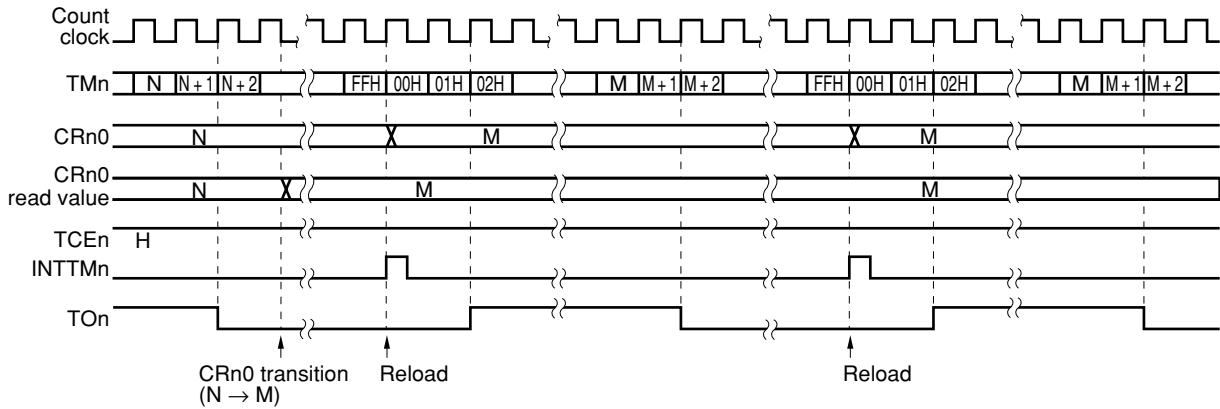 Count
clock
TMn N N + 1 N + 2 FFH 00H 01H 02H M M + 1 M + 2 FFH 00H 01H 02H M M + 1 M + 2
CRn0 N M M
CRn0
read value N M M
TCEn H
INTTMn
TOn
CRn0 transition Reload Reload
(N → M)